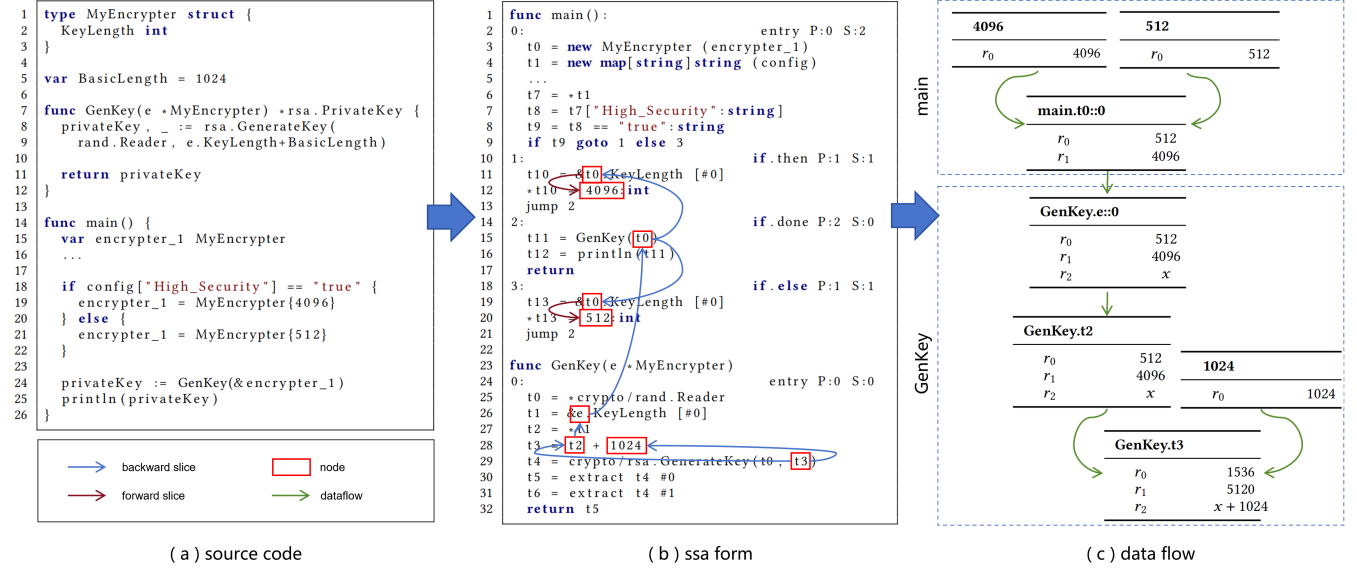 1 type MyEncrypter struct {
2 KeyLength int
3 }
4
5 var BasicLength = 1024
6
7 func GenKey(e *MyEncrypter) *rsa.PrivateKey {
8 privateKey, _ := rsa.GenerateKey(
9 rand.Reader, e.KeyLength+BasicLength)
10
11 return privateKey
12 }
13
14 func main() {
15 var encrypter_1 MyEncrypter
16 ...
17
18 if config["High_Security"] == "true" {
19 encrypter_1 = MyEncrypter{4096}
20 } else {
21 encrypter_1 = MyEncrypter{512}
22 }
23
24 privateKey := GenKey(&encrypter_1)
25 println(privateKey)
26 }
backward slice
node
forward slice
dataflow
(a) source code
1 func main():
2 0: entry P:0 S:2
3 t0 = new MyEncrypter (encrypter_1)
4 t1 = new map[string]string (config)
5 ...
6 t7 = *t1
7 t8 = t7["High_Security":string]
8 t9 = t8 == "true":string
9 if t9 goto 1 else 3
10 1: if.then P:1 S:1
11 t10 = &t0.KeyLength [#0]
12 *t10 = 4096:int
13 jump 2
14 2: if.done P:2 S:0
15 t11 = GenKey(t0)
16 t12 = println(t11)
17 return
18 3: if.else P:1 S:1
19 t13 = &t0.KeyLength [#0]
20 *t13 = 512:int
21 jump 2
22
23 func GenKey(e *MyEncrypter)
24 0: entry P:0 S:0
25 t0 = *crypto/rand.Reader
26 t1 = &e.KeyLength [#0]
27 t2 = *t1
28 t3 = t2 + 1024
29 t4 = crypto/rsa.GenerateKey(t0, t3)
30 t5 = extract t4 #0
31 t6 = extract t4 #1
32 return t5
(b) ssa form
main
4096
r0 4096
512
r0 512
main.t0::0
r0 512
r1 4096
GenKey
GenKey.e::0
r0 512
r1 4096
r2 x
GenKey.t2
r0 512
r1 4096
r2 x
1024
r0 1024
GenKey.t3
r0 1536
r1 5120
r2 x + 1024
(c) data flow